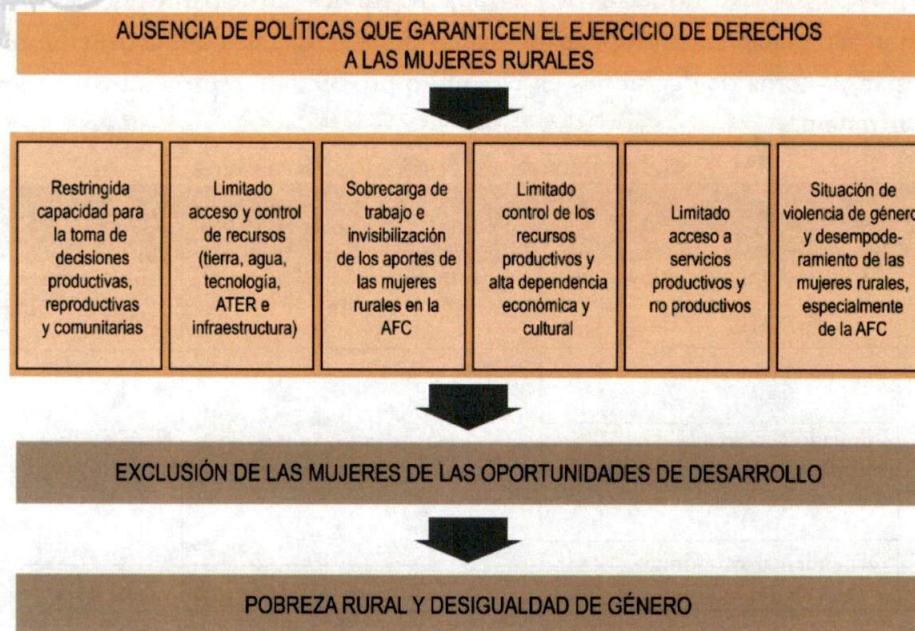 AUSENCIA DE POLÍTICAS QUE GARANTICEN EL EJERCICIO DE DERECHOS
A LAS MUJERES RURALES
Restringida
capacidad para
la toma de
decisiones
productivas,
reproductivas
y comunitarias
Limitado
acceso y control
de recursos
(tierra, agua,
tecnología,
ATER e
infraestructura)
Sobrecarga de
trabajo e
invisibilización
de los aportes de
las mujeres
rurales en la
AFC
Limitado
control de los
recursos
productivos y
alta dependencia
económica y
cultural
Limitado
acceso a
servicios
productivos y
no productivos
Situación de
violencia de género
y desempode-
ramiento de las
mujeres rurales,
especialmente
de la AFC
EXCLUSIÓN DE LAS MUJERES DE LAS OPORTUNIDADES DE DESARROLLO
POBREZA RURAL Y DESIGUALDAD DE GÉNERO